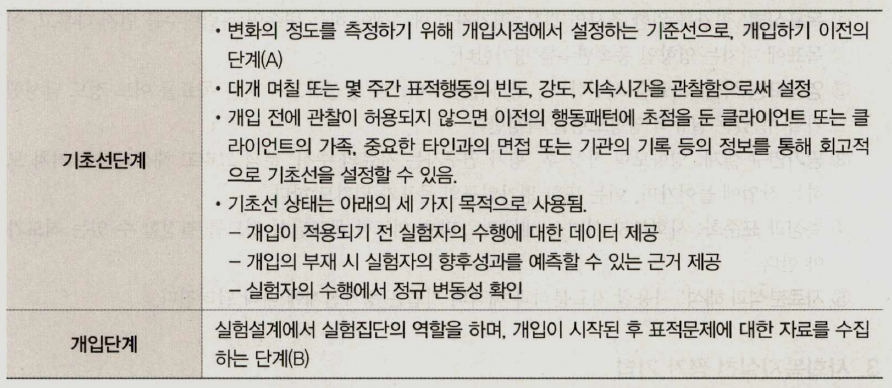 기초선단계
• 변화의 정도를 측정하기 위해 개입시점에서 설정하는 기준선으로, 개입하기 이전의
단계(A)
• 대개 며칠 또는 몇 주간 표적행동의 빈도, 강도, 지속시간을 관찰함으로써 설정
• 개입 전에 관찰이 허용되지 않으면 이전의 행동패턴에 초점을 둔 클라이언트 또는 클
라이언트의 가족, 중요한 타인과의 면접 또는 기관의 기록 등의 정보를 통해 회고적
으로 기초선을 설정할 수 있음.
• 기초선 상태는 아래의 세 가지 목적으로 사용됨.
– 개입이 적용되기 전 실험자의 수행에 대한 데이터 제공
– 개입의 부재 시 실험자의 향후성과를 예측할 수 있는 근거 제공
– 실험자의 수행에서 정규 변동성 확인
개입단계
실험설계에서 실험집단의 역할을 하며, 개입이 시작된 후 표적문제에 대한 자료를 수집
하는 단계(B)